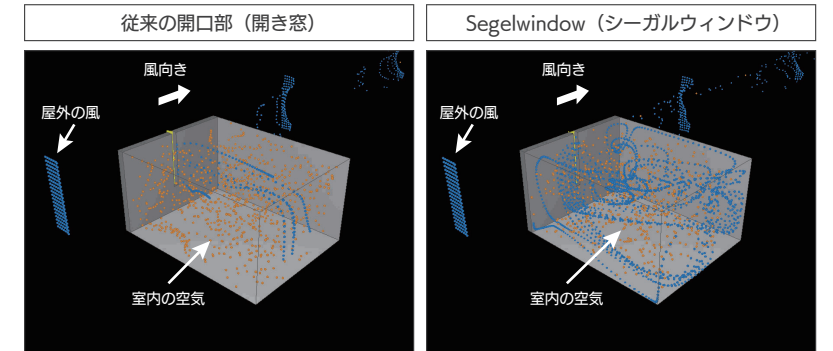 従来の開口部（開き窓）
Segelwindow（シーガルウィンドウ）
風向き
屋外の風
室内の空気
風向き
屋外の風
室内の空気